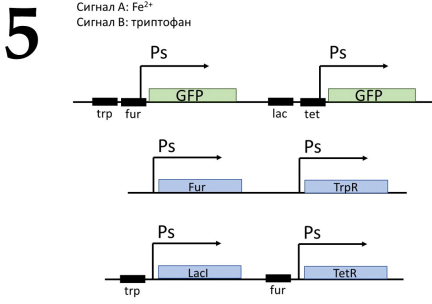 5
Сигнал А: Fe²⁺
Сигнал В: триптофан
Ps Ps
GFP GFP
trp fur lac tet
Ps Ps
Fur TrpR
Ps Ps
LacI TetR
trp fur